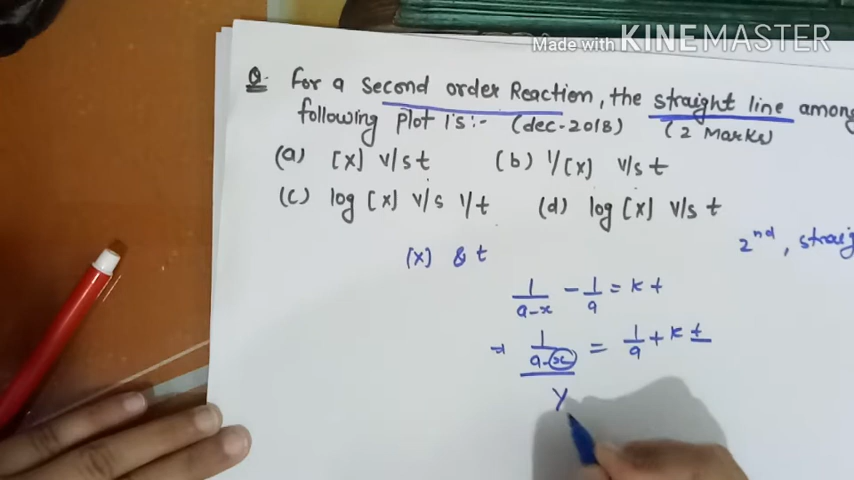 Made with KINEMASTER
Q. For a second order Reaction, the straight line among
following plot is:- (dec-2018) (2 Marks)
(a) [x] v/s t (b) 1/[x] v/s t
(c) log [x] v/s 1/t (d) log [x] v/s t
2nd, straig
(x) & t
1/(a-x) - 1/a = kt
⇒ 1/(a-x) = 1/a + kt
y